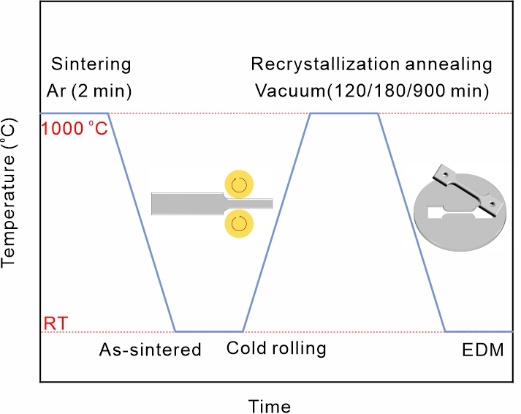 Sintering
Ar (2 min)
Recrystallization annealing
Vacuum(120/180/900 min)
1000 °C
Temperature (°C)
RT
As-sintered
Cold rolling
EDM
Time